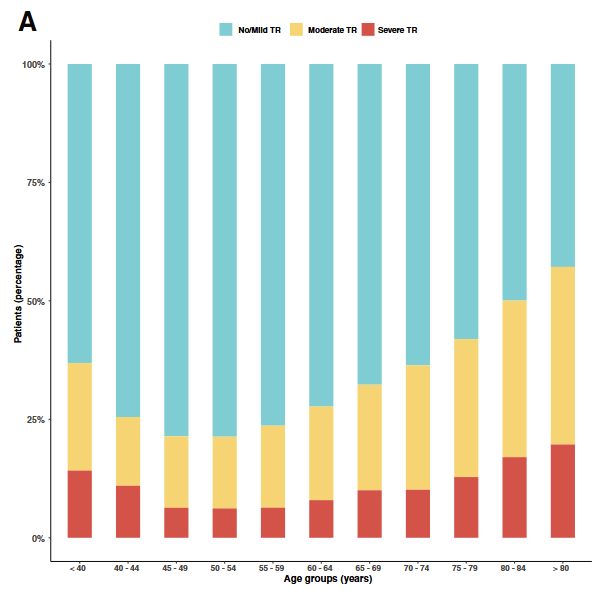 A
No/Mild TR Moderate TR Severe TR
100%
75%
50%
25%
0%
Patients (percentage)
< 40 40 - 44 45 - 49 50 - 54 55 - 59 60 - 64 65 - 69 70 - 74 75 - 79 80 - 84 > 80
Age groups (years)